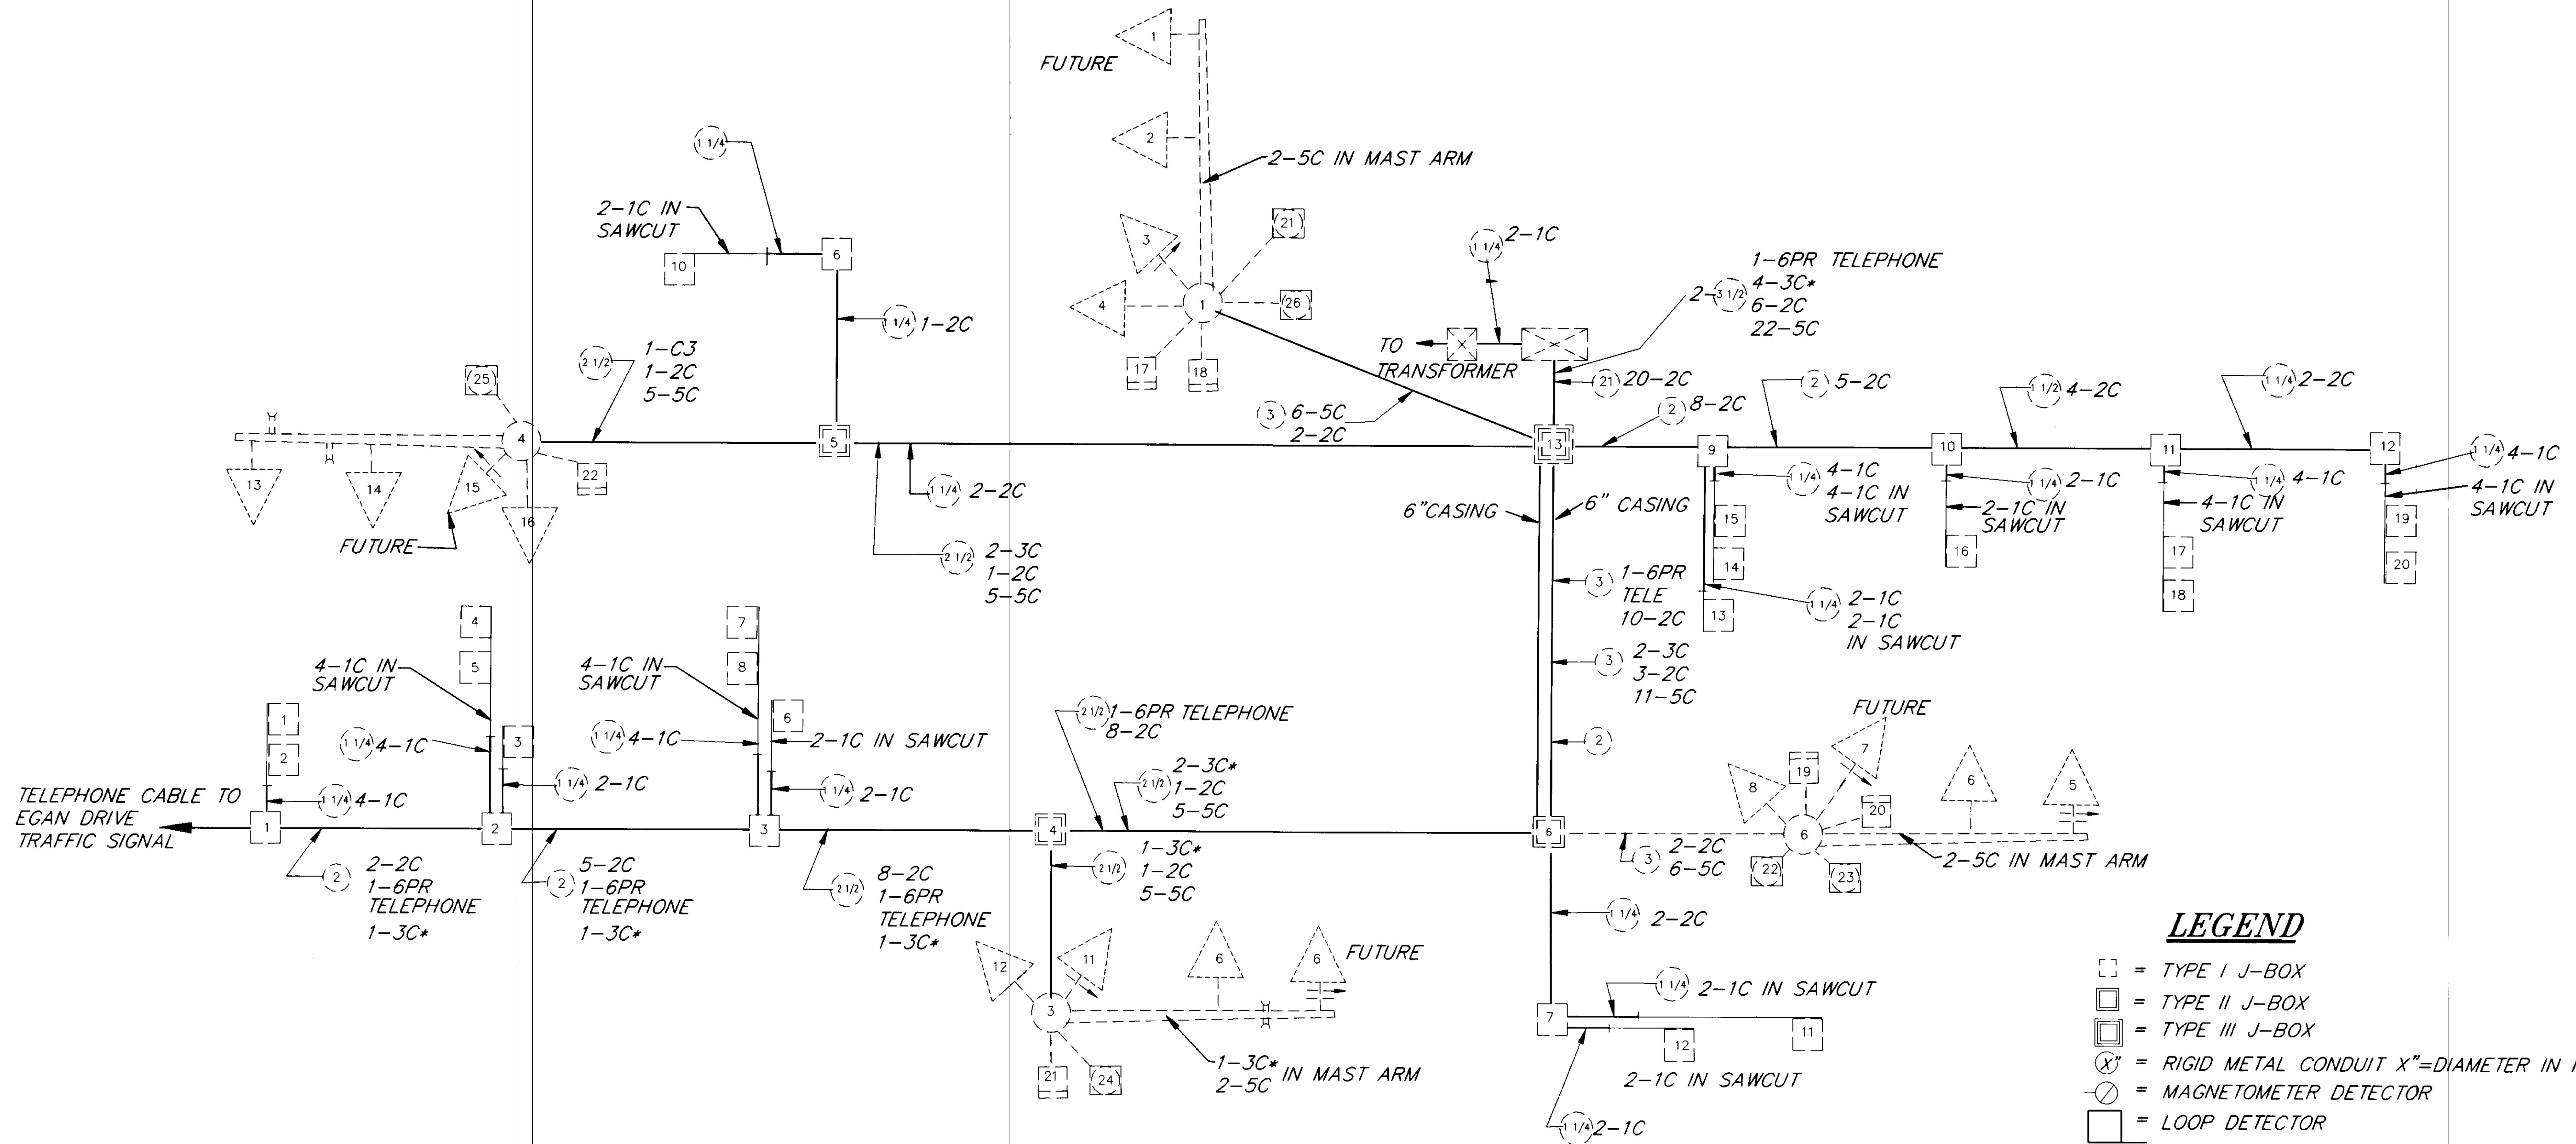 1
FUTURE
2
2-5C IN MAST ARM
1 1/4
2-1C IN
SAWCUT
10
6
1 1/4 1-2C
3
4
1
21
26
17
18
1 1/4 2-1C
1-6PR TELEPHONE
2- 3 1/2 4-3C*
6-2C
22-5C
TO
TRANSFORMER
21 20-2C
2 1/2
1-C3
1-2C
5-5C
25
4
13
14
15
16
22
FUTURE
5
1 1/4 2-2C
2 1/2 2-3C
1-2C
5-5C
3 6-5C
2-2C
13
2 8-2C
2 5-2C
1 1/2 4-2C
1 1/4 2-2C
9
10
11
12
1 1/4 4-1C
4-1C IN
SAWCUT
15
14
13
1 1/4 2-1C
2-1C
IN SAWCUT
1 1/4 2-1C
2-1C IN
SAWCUT
16
1 1/4 4-1C
4-1C IN
SAWCUT
17
18
1 1/4 4-1C
4-1C IN
SAWCUT
19
20
6"CASING
6" CASING
3 1-6PR
TELE
10-2C
3 2-3C
3-2C
11-5C
2
4
5
4-1C IN
SAWCUT
1 1/4 4-1C
3
1 1/4 2-1C
7
8
4-1C IN
SAWCUT
6
1 1/4 4-1C
2-1C IN SAWCUT
1 1/4 2-1C
1
2
1 1/4 4-1C
TELEPHONE CABLE TO
EGAN DRIVE
TRAFFIC SIGNAL
1
2
3
4
6
2 2-2C
1-6PR
TELEPHONE
1-3C*
2 5-2C
1-6PR
TELEPHONE
1-3C*
2 1/2 8-2C
1-6PR
TELEPHONE
1-3C*
2 1/2 1-6PR TELEPHONE
8-2C
2 1/2 2-3C*
1-2C
5-5C
2 1/2 1-3C*
1-2C
5-5C
FUTURE
7
8
19
20
6
5
6
22
23
3 2-2C
6-5C
2-5C IN MAST ARM
1 1/4 2-2C
12
11
6
6
FUTURE
3
21
24
1-3C*
2-5C IN MAST ARM
7
1 1/4 2-1C IN SAWCUT
11
12
2-1C IN SAWCUT
1 1/4 2-1C
LEGEND
= TYPE I J-BOX
= TYPE II J-BOX
= TYPE III J-BOX
X" = RIGID METAL CONDUIT X"=DIAMETER IN
= MAGNETOMETER DETECTOR
= LOOP DETECTOR